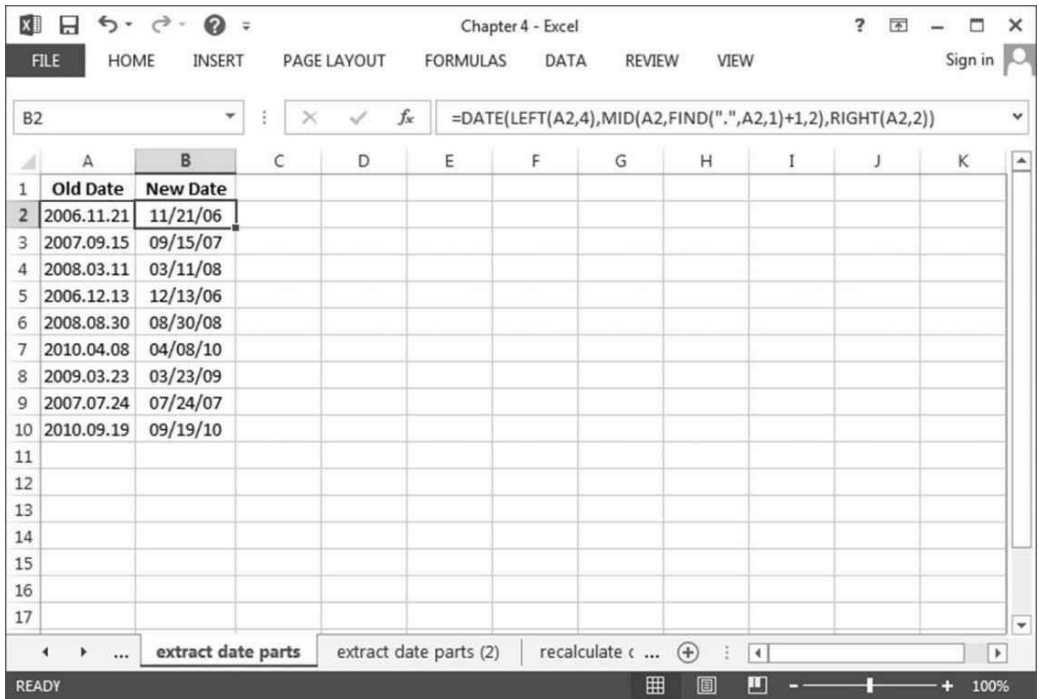 Chapter 4 - Excel
FILE HOME INSERT PAGE LAYOUT FORMULAS DATA REVIEW VIEW Sign in
B2 fx =DATE(LEFT(A2,4),MID(A2,FIND(".",A2,1)+1,2),RIGHT(A2,2))
A B C D E F G H I J K
1 Old Date New Date
2 2006.11.21 11/21/06
3 2007.09.15 09/15/07
4 2008.03.11 03/11/08
5 2006.12.13 12/13/06
6 2008.08.30 08/30/08
7 2010.04.08 04/08/10
8 2009.03.23 03/23/09
9 2007.07.24 07/24/07
10 2010.09.19 09/19/10
11
12
13
14
15
16
17
... extract date parts extract date parts (2) recalculate ...
READY 100%